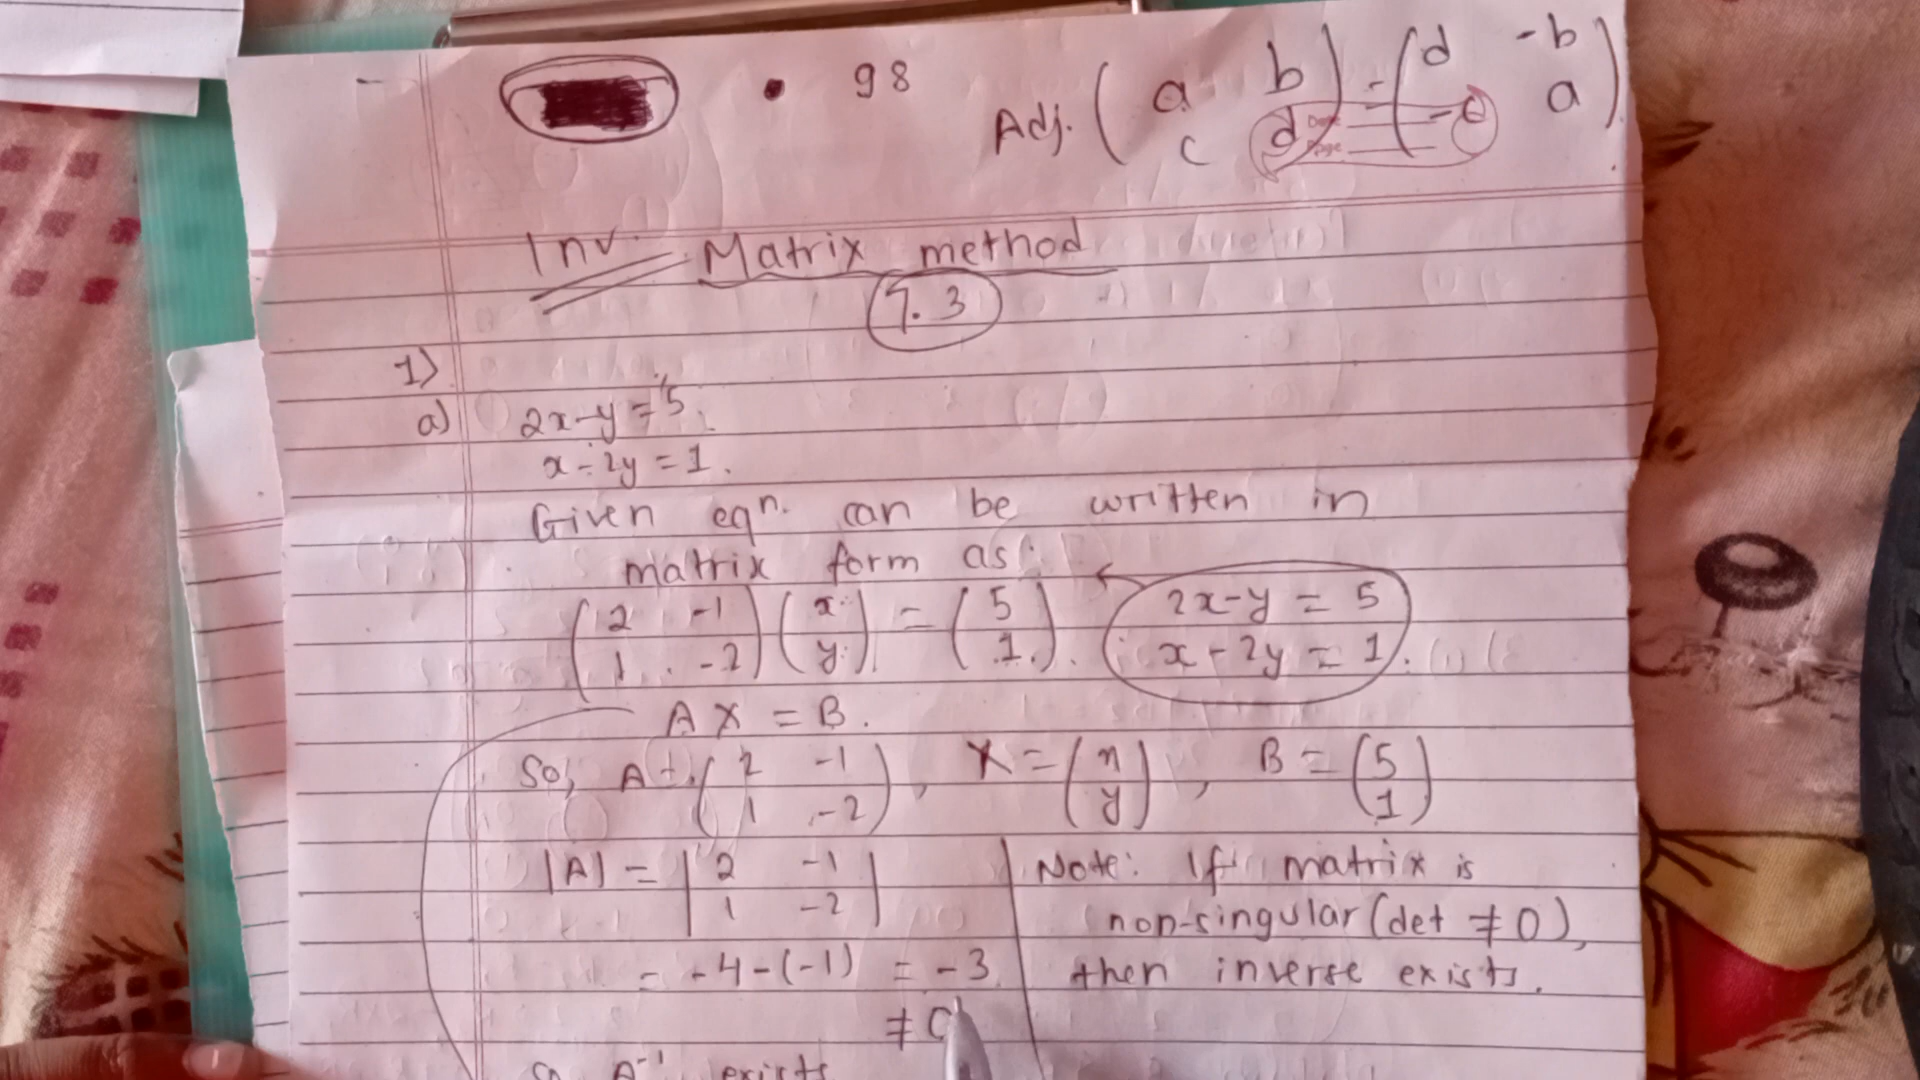 98
Adj. ( a b ) = ( d -b )
( c d ) ( -c a )
Date
Page
Inv. Matrix method
7.3
1)
a) 2x-y = 5
x-2y = 1.
Given eqn. can be written in
matrix form as:
( 2 -1 ) ( x ) = ( 5 ) 2x-y = 5
( 1 -2 ) ( y ) ( 1 ). x-2y = 1.
AX = B.
So, A = ( 2 -1 ), X = ( x ), B = ( 5 )
( 1 -2 ) ( y ) ( 1 )
|A| = | 2 -1 | Note: If matrix is
| 1 -2 | non-singular (det ≠ 0),
= -4-(-1) = -3 then inverse exists.
≠ 0
So A⁻¹ exists